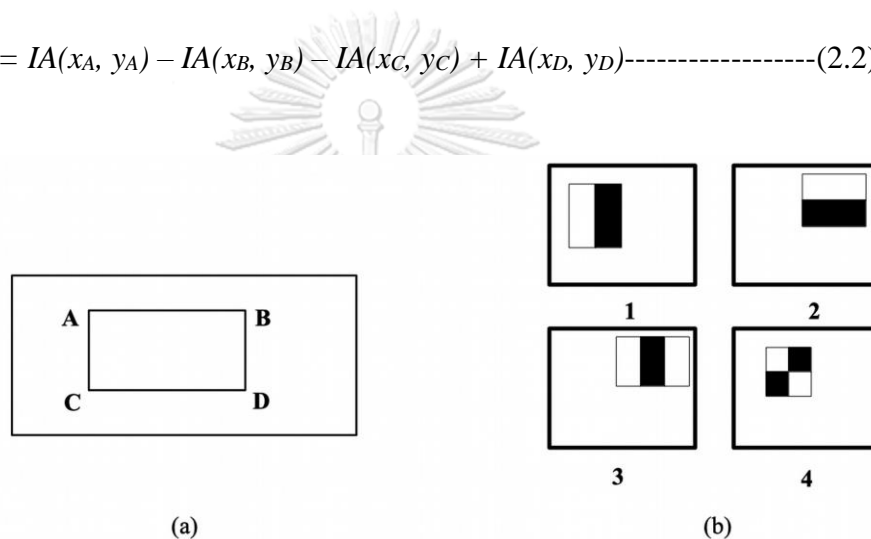 = IA(xA, yA) – IA(xB, yB) – IA(xC, yC) + IA(xD, yD)------------------(2.2)
A B
C D
1 2
3 4
(a) (b)